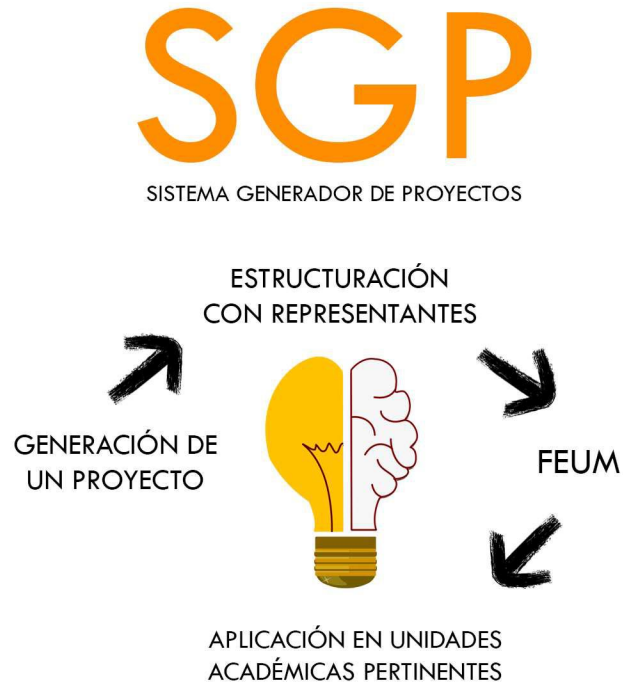 SGP
SISTEMA GENERADOR DE PROYECTOS
ESTRUCTURACIÓN
CON REPRESENTANTES
GENERACIÓN DE
UN PROYECTO
FEUM
APLICACIÓN EN UNIDADES
ACADÉMICAS PERTINENTES